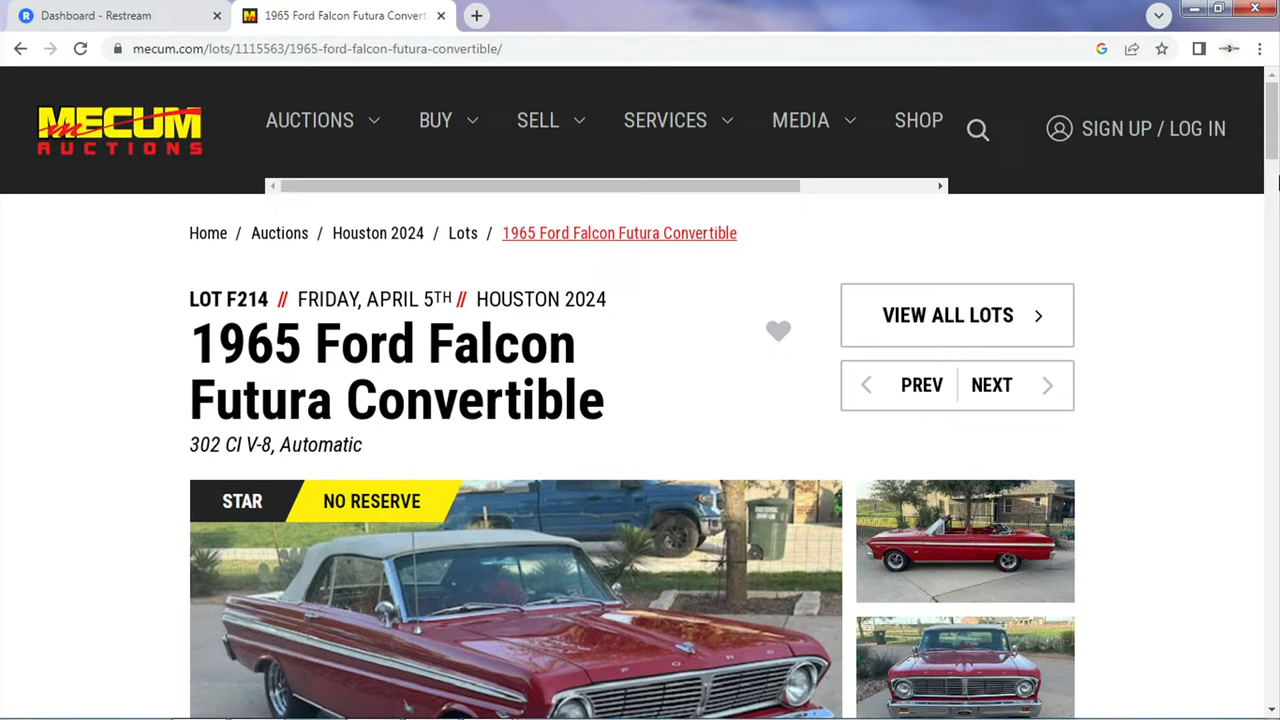 Dashboard - Restream
1965 Ford Falcon Futura Convert
mecum.com/lots/1115563/1965-ford-falcon-futura-convertible/
MECUM
AUCTIONS
AUCTIONS
BUY
SELL
SERVICES
MEDIA
SHOP
SIGN UP / LOG IN
Home / Auctions / Houston 2024 / Lots / 1965 Ford Falcon Futura Convertible
LOT F214 // FRIDAY, APRIL 5TH // HOUSTON 2024
1965 Ford Falcon
Futura Convertible
302 CI V-8, Automatic
VIEW ALL LOTS
PREV
NEXT
STAR
NO RESERVE
FORD